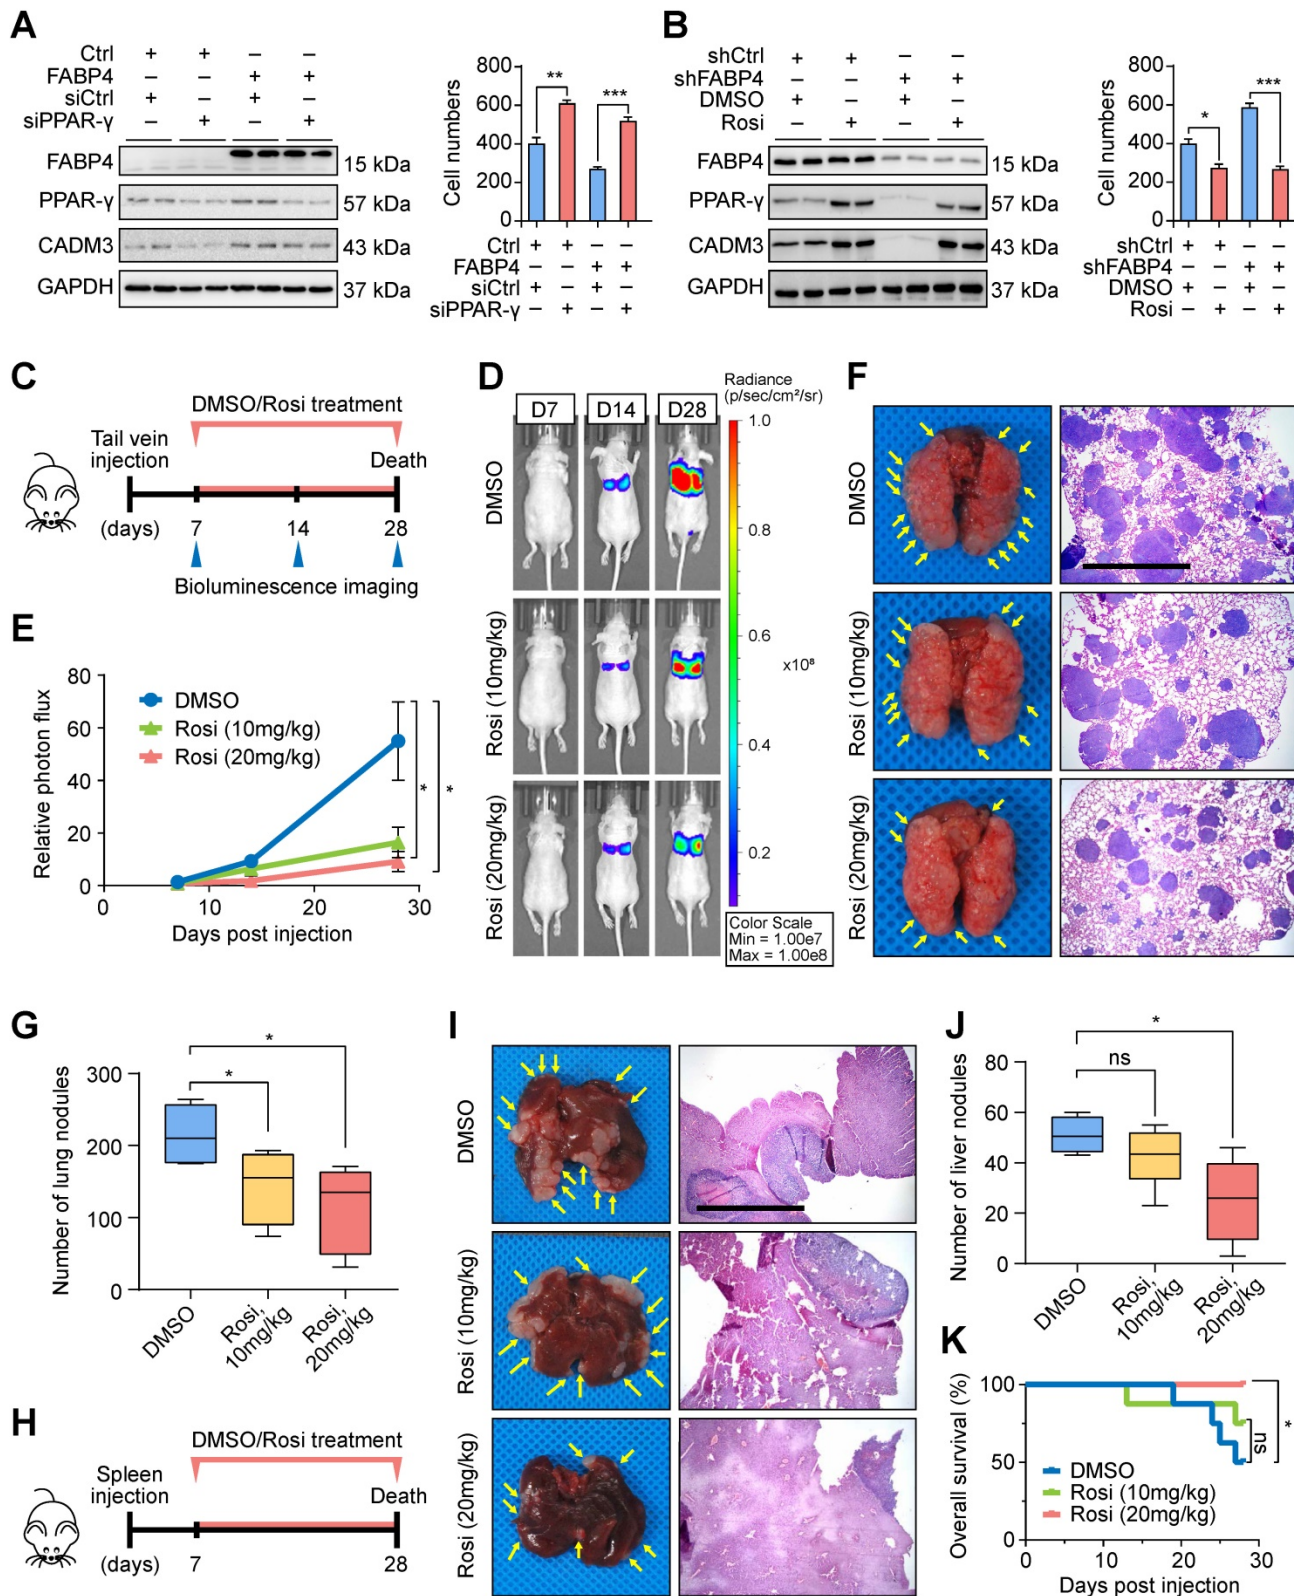 A
Ctrl + + – –
FABP4 – – + +
siCtrl + – + –
siPPAR-γ – + – +
FABP4 15 kDa
PPAR-γ 57 kDa
CADM3 43 kDa
GAPDH 37 kDa
Cell numbers
800
600
400
200
0
** ***
Ctrl + + – –
FABP4 – – + +
siCtrl + – + –
siPPAR-γ – + – +
B
shCtrl + + – –
shFABP4 – – + +
DMSO + – + –
Rosi – + – +
FABP4 15 kDa
PPAR-γ 57 kDa
CADM3 43 kDa
GAPDH 37 kDa
Cell numbers
800
600
400
200
0
* ***
shCtrl + + – –
shFABP4 – – + +
DMSO + – + –
Rosi – + – +
C
DMSO/Rosi treatment
Tail vein
injection
Death
(days) 7 14 28
Bioluminescence imaging
D
D7 D14 D28
DMSO
Rosi (10mg/kg)
Rosi (20mg/kg)
Radiance
(p/sec/cm²/sr)
1.0
0.8
0.6
x10⁸
0.4
0.2
Color Scale
Min = 1.00e7
Max = 1.00e8
E
Relative photon flux
80
60
40
20
0
DMSO
Rosi (10mg/kg)
Rosi (20mg/kg)
* *
0 10 20 30
Days post injection
F
DMSO
Rosi (10mg/kg)
Rosi (20mg/kg)
G
Number of lung nodules
300
200
100
0
*
*
DMSO
Rosi,
10mg/kg
Rosi,
20mg/kg
H
DMSO/Rosi treatment
Spleen
injection
Death
(days) 7 28
I
DMSO
Rosi (10mg/kg)
Rosi (20mg/kg)
J
Number of liver nodules
80
60
40
20
0
*
ns
DMSO
Rosi,
10mg/kg
Rosi,
20mg/kg
K
Overall survival (%)
100
50
0
DMSO
Rosi (10mg/kg)
Rosi (20mg/kg)
ns *
0 10 20 30
Days post injection